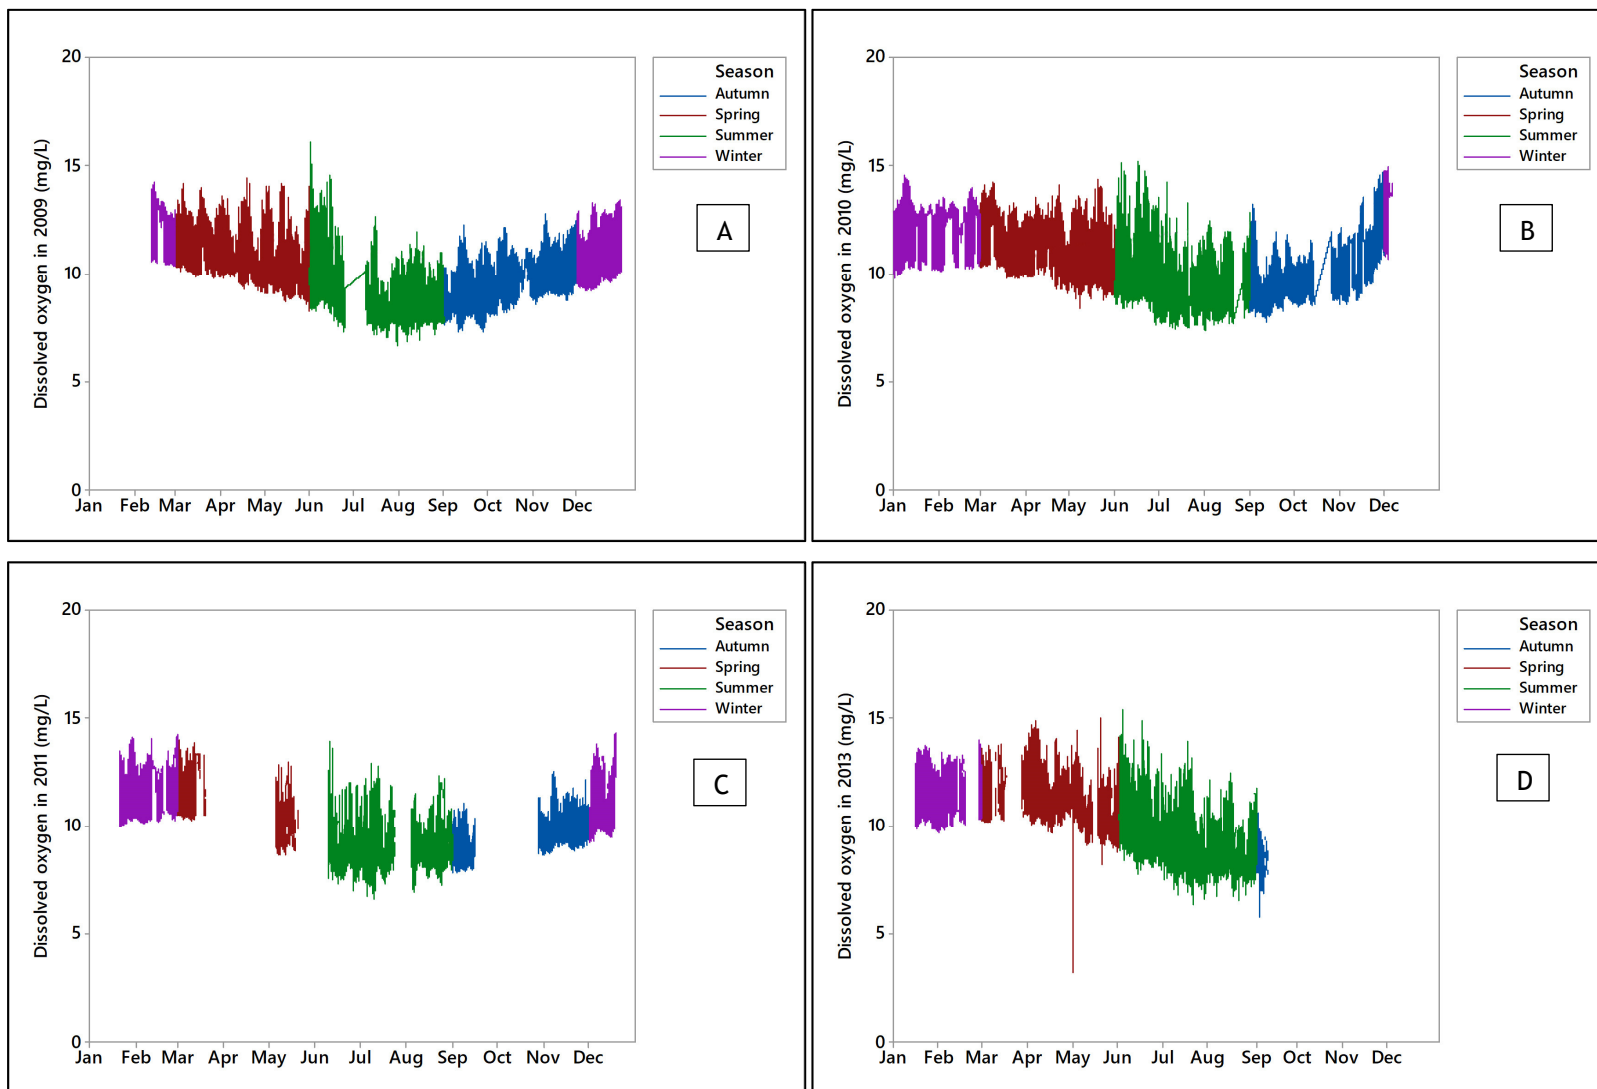 Dissolved oxygen in 2009 (mg/L)
20
15
10
5
0
Jan Feb Mar Apr May Jun Jul Aug Sep Oct Nov Dec
Season
Autumn
Spring
Summer
Winter
A
Dissolved oxygen in 2010 (mg/L)
20
15
10
5
0
Jan Feb Mar Apr May Jun Jul Aug Sep Oct Nov Dec
Season
Autumn
Spring
Summer
Winter
B
Dissolved oxygen in 2011 (mg/L)
20
15
10
5
0
Jan Feb Mar Apr May Jun Jul Aug Sep Oct Nov Dec
Season
Autumn
Spring
Summer
Winter
C
Dissolved oxygen in 2013 (mg/L)
20
15
10
5
0
Jan Feb Mar Apr May Jun Jul Aug Sep Oct Nov Dec
Season
Autumn
Spring
Summer
Winter
D